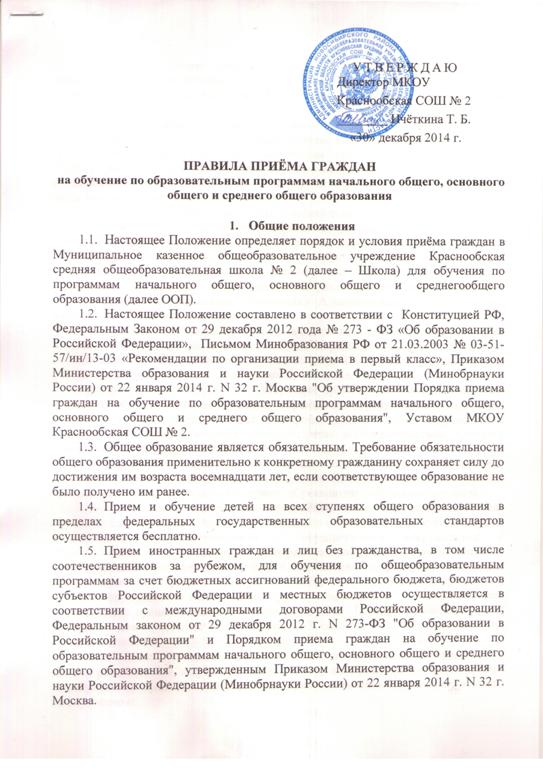 УТВЕРЖДАЮ
Директор МКОУ
Краснообская СОШ № 2
Ичёткина Т. Б.
«30» декабря 2014 г.
ПРАВИЛА ПРИЁМА ГРАЖДАН
на обучение по образовательным программам начального общего, основного
общего и среднего общего образования
1. Общие положения
1.1. Настоящее Положение определяет порядок и условия приёма граждан в
Муниципальное казенное общеобразовательное учреждение Краснообская
средняя общеобразовательная школа № 2 (далее – Школа) для обучения по
программам начального общего, основного общего и среднегообщего
образования (далее ООП).
1.2. Настоящее Положение составлено в соответствии с Конституцией РФ,
Федеральным Законом от 29 декабря 2012 года № 273 - ФЗ «Об образовании в
Российской Федерации», Письмом Минобразования РФ от 21.03.2003 № 03-51-
57/ин/13-03 «Рекомендации по организации приема в первый класс», Приказом
Министерства образования и науки Российской Федерации (Минобрнауки
России) от 22 января 2014 г. N 32 г. Москва "Об утверждении Порядка приема
граждан на обучение по образовательным программам начального общего,
основного общего и среднего общего образования", Уставом МКОУ
Краснообская СОШ № 2.
1.3. Общее образование является обязательным. Требование обязательности
общего образования применительно к конкретному гражданину сохраняет силу до
достижения им возраста восемнадцати лет, если соответствующее образование не
было получено им ранее.
1.4. Прием и обучение детей на всех ступенях общего образования в
пределах федеральных государственных образовательных стандартов
осуществляется бесплатно.
1.5. Прием иностранных граждан и лиц без гражданства, в том числе
соотечественников за рубежом, для обучения по общеобразовательным
программам за счет бюджетных ассигнований федерального бюджета, бюджетов
субъектов Российской Федерации и местных бюджетов осуществляется в
соответствии с международными договорами Российской Федерации,
Федеральным законом от 29 декабря 2012 г. N 273-ФЗ "Об образовании в
Российской Федерации" и Порядком приема граждан на обучение по
образовательным программам начального общего, основного общего и среднего
общего образования", утвержденным Приказом Министерства образования и
науки Российской Федерации (Минобрнауки России) от 22 января 2014 г. N 32 г.
Москва.